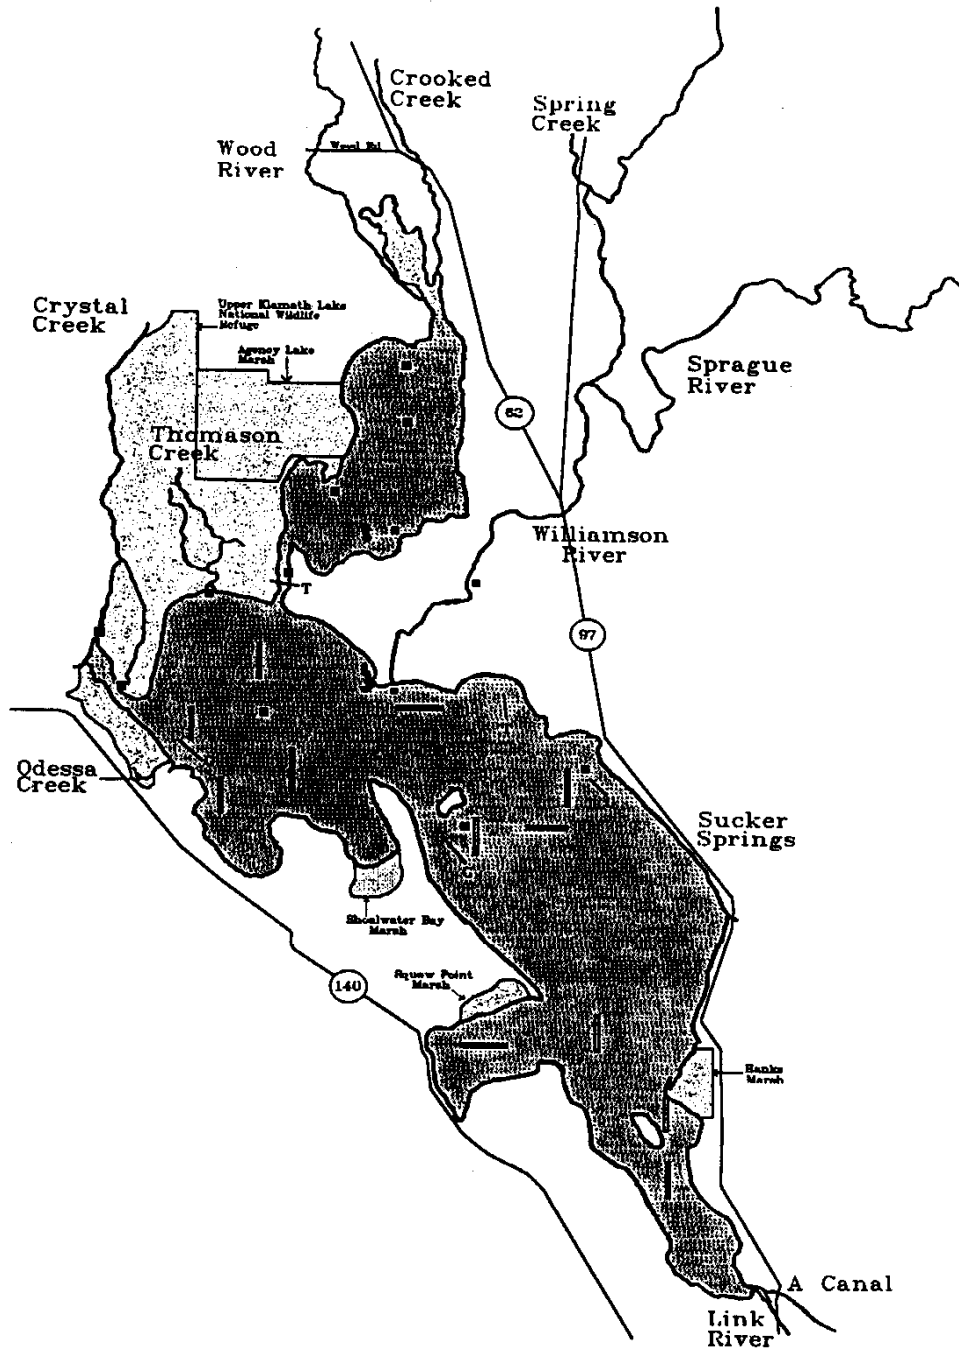 Crooked
Creek
Spring
Creek
Wood
River
Wood Rd
Crystal
Creek
Upper Klamath Lake
National Wildlife
Refuge
Agency Lake
Marsh
Sprague
River
62
Thomason
Creek
Williamson
River
T
97
Odessa
Creek
Sucker
Springs
Shoalwater Bay
Marsh
Squaw Point
Marsh
140
Hanks
Marsh
A Canal
Link
River